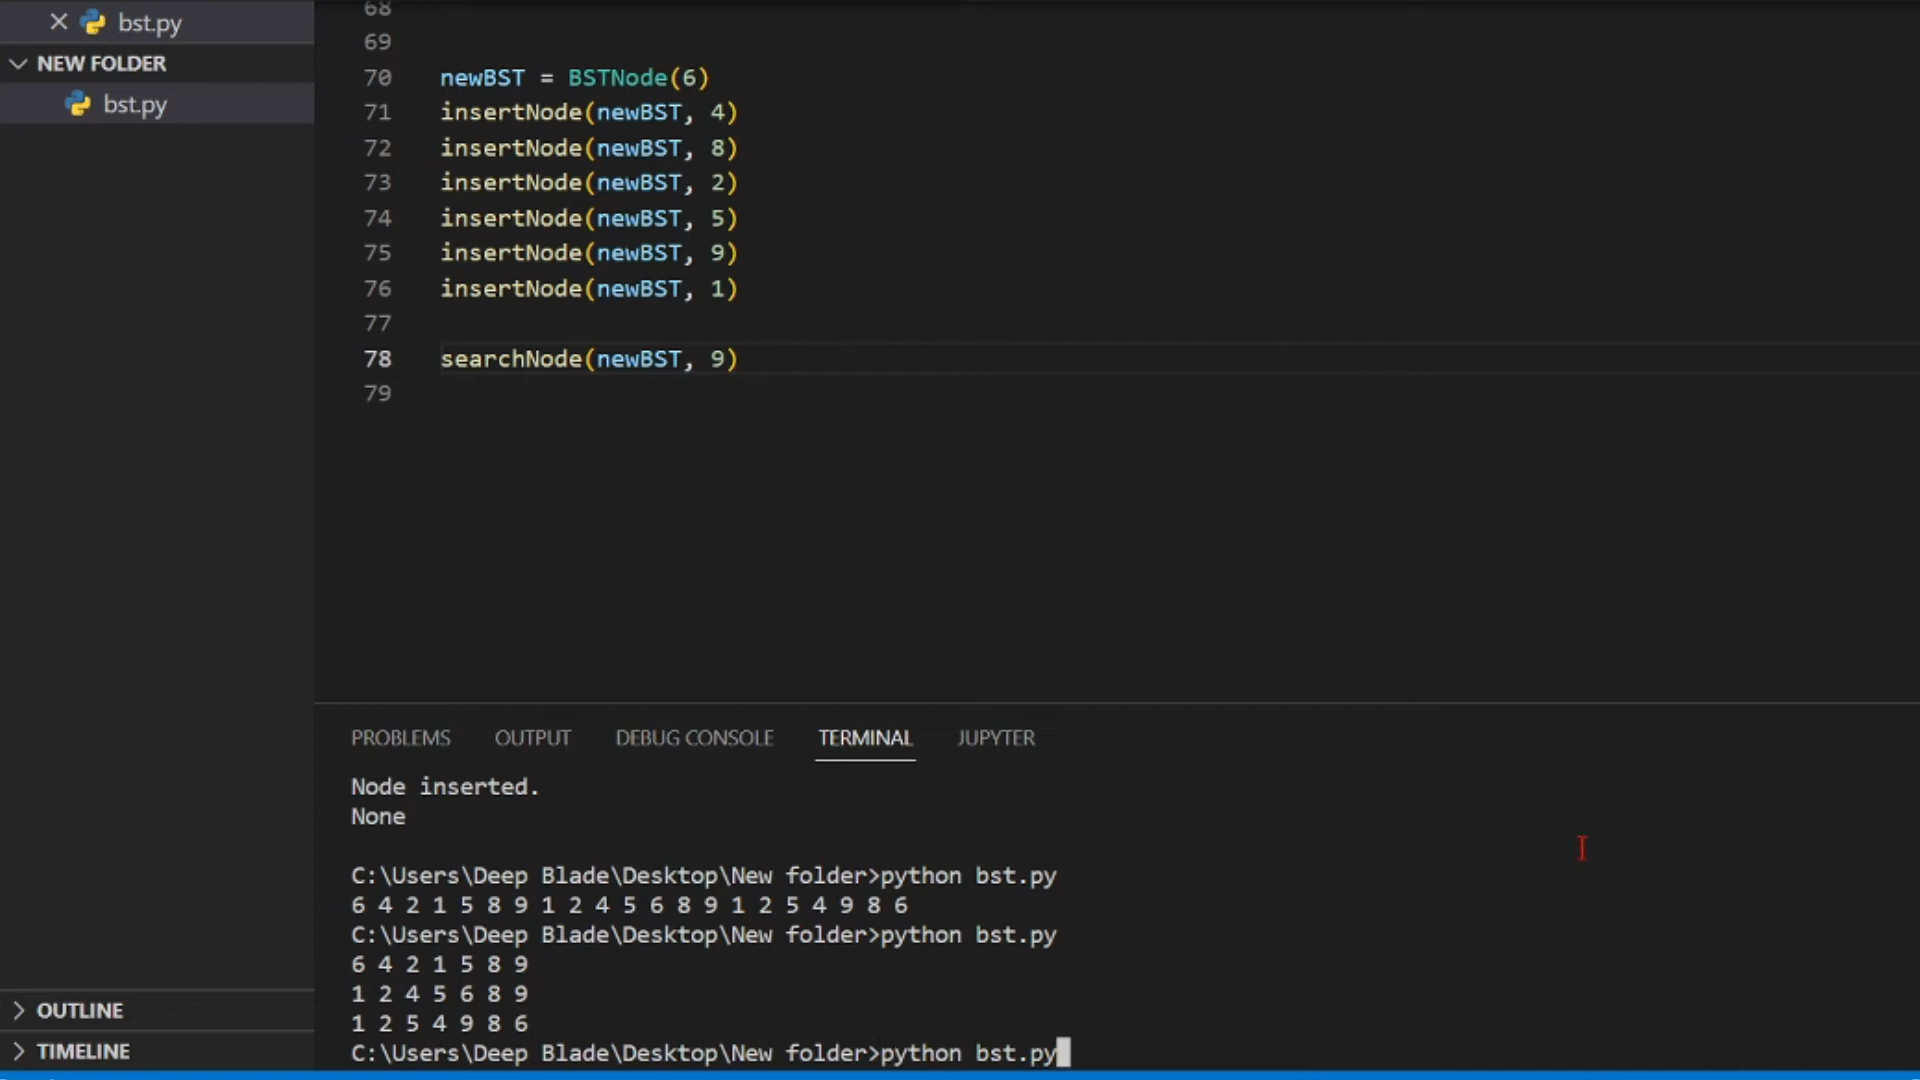 bst.py
NEW FOLDER
bst.py
68
69
70 newBST = BSTNode(6)
71 insertNode(newBST, 4)
72 insertNode(newBST, 8)
73 insertNode(newBST, 2)
74 insertNode(newBST, 5)
75 insertNode(newBST, 9)
76 insertNode(newBST, 1)
77
78 searchNode(newBST, 9)
79
PROBLEMS OUTPUT DEBUG CONSOLE TERMINAL JUPYTER
Node inserted.
None
C:\Users\Deep Blade\Desktop\New folder>python bst.py
6 4 2 1 5 8 9 1 2 4 5 6 8 9 1 2 5 4 9 8 6
C:\Users\Deep Blade\Desktop\New folder>python bst.py
6 4 2 1 5 8 9
1 2 4 5 6 8 9
1 2 5 4 9 8 6
C:\Users\Deep Blade\Desktop\New folder>python bst.py
OUTLINE
TIMELINE